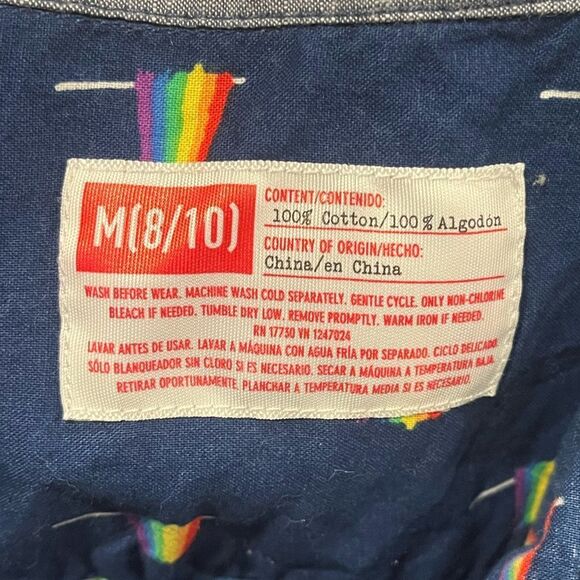 M(8/10)
CONTENT/CONTENIDO:
100% Cotton/100% Algodón
COUNTRY OF ORIGIN/HECHO:
China/en China
WASH BEFORE WEAR. MACHINE WASH COLD SEPARATELY. GENTLE CYCLE. ONLY NON-CHLORINE
BLEACH IF NEEDED. TUMBLE DRY LOW. REMOVE PROMPTLY. WARM IRON IF NEEDED.
RN 17730 VN 1247024
LAVAR ANTES DE USAR. LAVAR A MÁQUINA CON AGUA FRÍA POR SEPARADO. CICLO DELICADO.
SÓLO BLANQUEADOR SIN CLORO SI ES NECESARIO. SECAR A MÁQUINA A TEMPERATURA BAJA.
RETIRAR OPORTUNAMENTE. PLANCHAR A TEMPERATURA MEDIA SI ES NECESARIO.